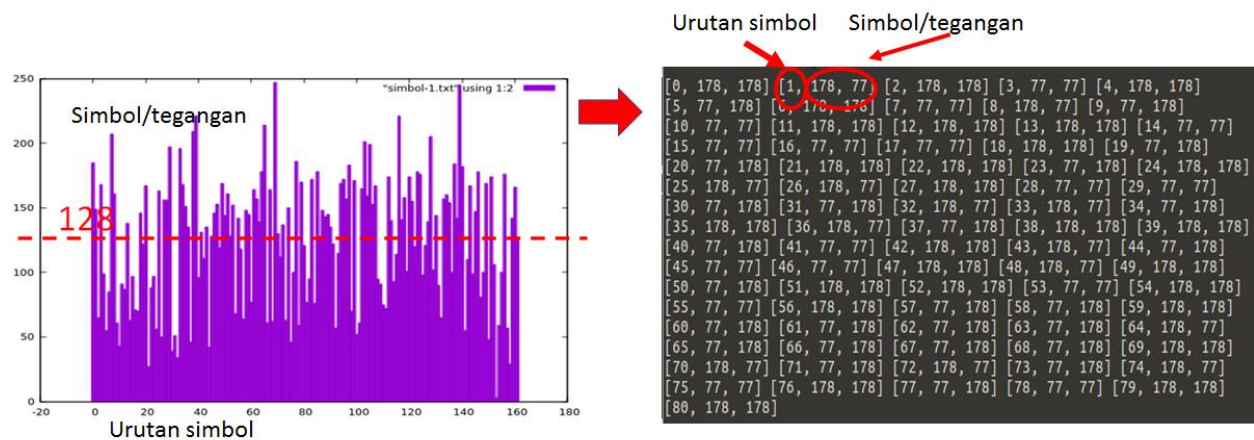 Urutan simbol
Simbol/tegangan
250
200
150
100
50
0
-20 0 20 40 60 80 100 120 140 160 180
"simbol-1.txt" using 1:2
Simbol/tegangan
128
Urutan simbol
[0, 178, 178] [1, 178, 77] [2, 178, 178] [3, 77, 77] [4, 178, 178]
[5, 77, 178] [6, 178, 178] [7, 77, 77] [8, 178, 77] [9, 77, 178]
[10, 77, 77] [11, 178, 178] [12, 178, 178] [13, 178, 178] [14, 77, 77]
[15, 77, 77] [16, 77, 77] [17, 77, 77] [18, 178, 178] [19, 77, 178]
[20, 77, 178] [21, 178, 178] [22, 178, 178] [23, 77, 178] [24, 178, 178]
[25, 178, 77] [26, 178, 77] [27, 178, 178] [28, 77, 77] [29, 77, 77]
[30, 77, 178] [31, 77, 178] [32, 178, 77] [33, 178, 77] [34, 77, 178]
[35, 178, 178] [36, 178, 77] [37, 77, 178] [38, 178, 178] [39, 178, 178]
[40, 77, 178] [41, 77, 77] [42, 178, 178] [43, 178, 178] [44, 77, 178]
[45, 77, 77] [46, 77, 77] [47, 178, 178] [48, 178, 77] [49, 178, 178]
[50, 77, 178] [51, 178, 178] [52, 178, 178] [53, 77, 77] [54, 178, 178]
[55, 77, 77] [56, 178, 178] [57, 77, 178] [58, 77, 178] [59, 178, 178]
[60, 77, 178] [61, 77, 178] [62, 77, 178] [63, 77, 178] [64, 178, 77]
[65, 77, 178] [66, 77, 178] [67, 77, 178] [68, 77, 178] [69, 178, 178]
[70, 178, 77] [71, 77, 178] [72, 178, 77] [73, 77, 178] [74, 178, 77]
[75, 77, 77] [76, 178, 178] [77, 77, 178] [78, 77, 77] [79, 178, 178]
[80, 178, 178]